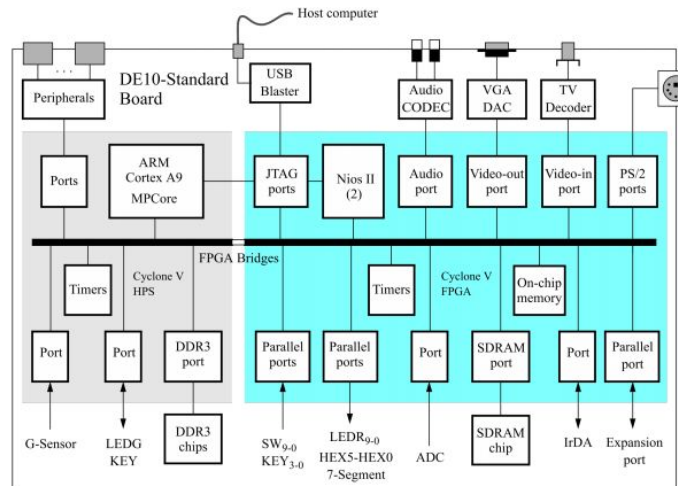 Host computer
DE10-Standard
Board
Peripherals
USB
Blaster
Audio
CODEC
VGA
DAC
TV
Decoder
Ports
ARM
Cortex A9
MPCore
JTAG
ports
Nios II
(2)
Audio
port
Video-out
port
Video-in
port
PS/2
ports
FPGA Bridges
Timers
Cyclone V
HPS
Timers
Cyclone V
FPGA
On-chip
memory
Port
Port
DDR3
port
Parallel
ports
Parallel
ports
Port
SDRAM
port
Port
Parallel
port
G-Sensor
LEDG
KEY
DDR3
chips
SW9-0
KEY3-0
LEDR9-0
HEX5-HEX0
7-Segment
ADC
SDRAM
chip
IrDA
Expansion
port